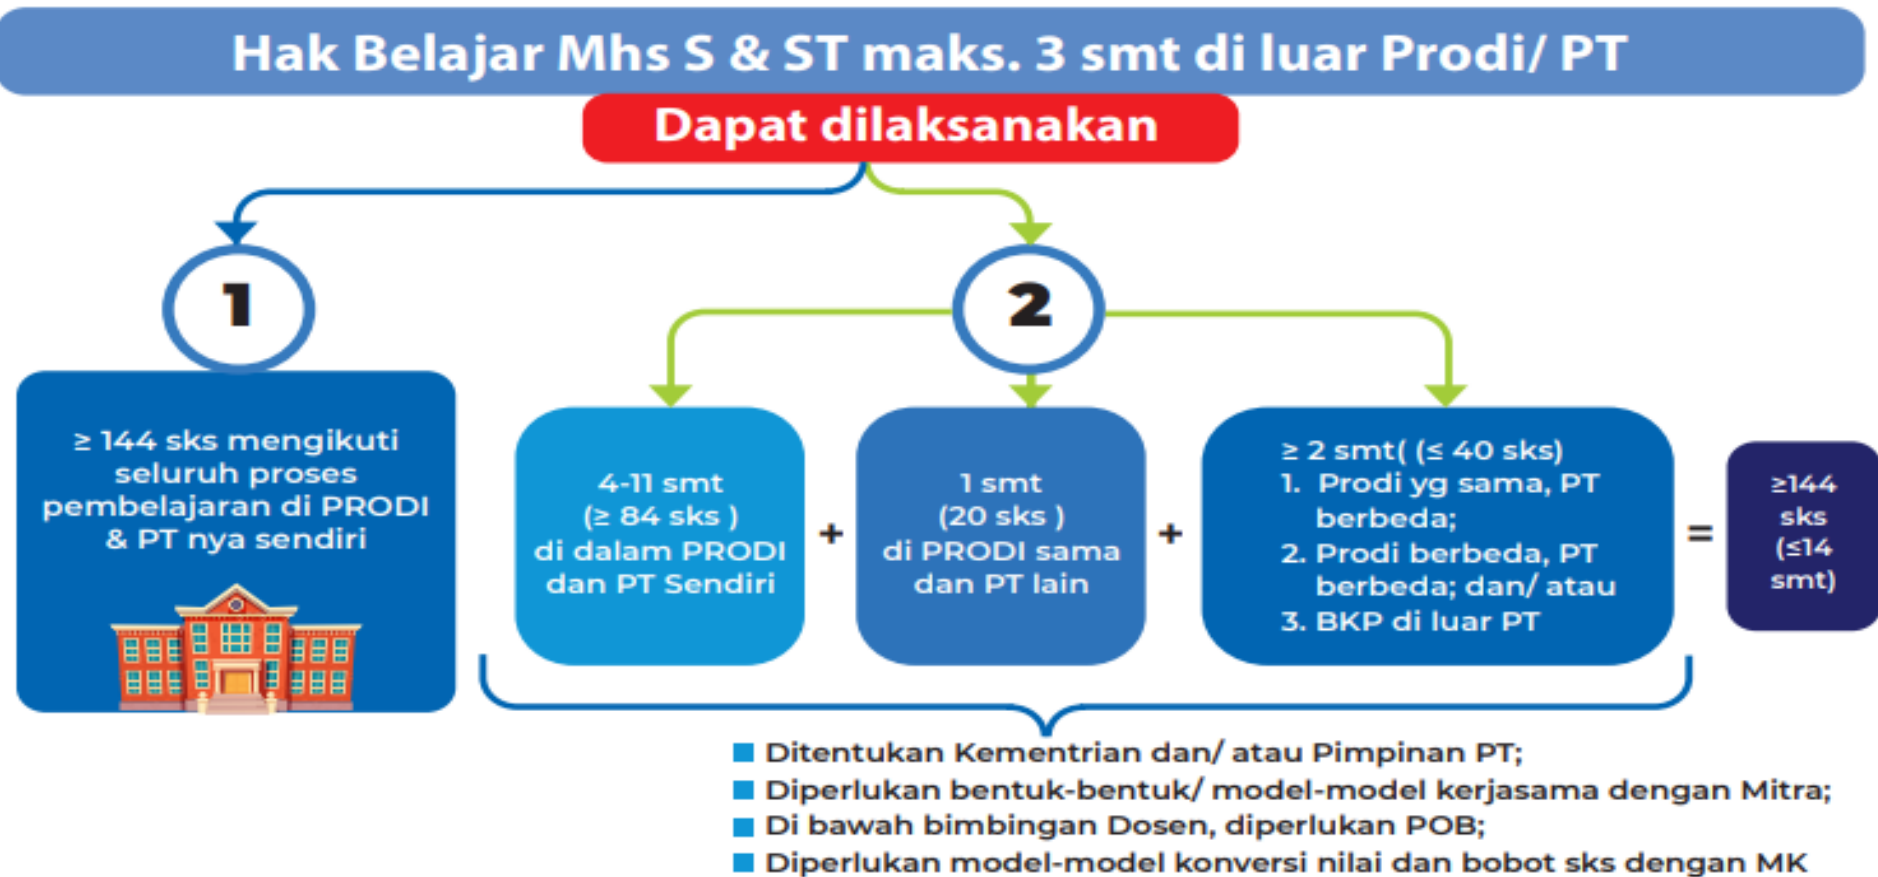 Hak Belajar Mhs S & ST maks. 3 smt di luar Prodi/ PT
Dapat dilaksanakan
1
2
≥ 144 sks mengikuti
seluruh proses
pembelajaran di PRODI
& PT nya sendiri
4-11 smt
(≥ 84 sks )
di dalam PRODI
dan PT Sendiri
+
1 smt
(20 sks )
di PRODI sama
dan PT lain
+
≥ 2 smt( (≤ 40 sks)
1. Prodi yg sama, PT
berbeda;
2. Prodi berbeda, PT
berbeda; dan/ atau
3. BKP di luar PT
=
≥144
sks
(≤14
smt)
Ditentukan Kementrian dan/ atau Pimpinan PT;
Diperlukan bentuk-bentuk/ model-model kerjasama dengan Mitra;
Di bawah bimbingan Dosen, diperlukan POB;
Diperlukan model-model konversi nilai dan bobot sks dengan MK